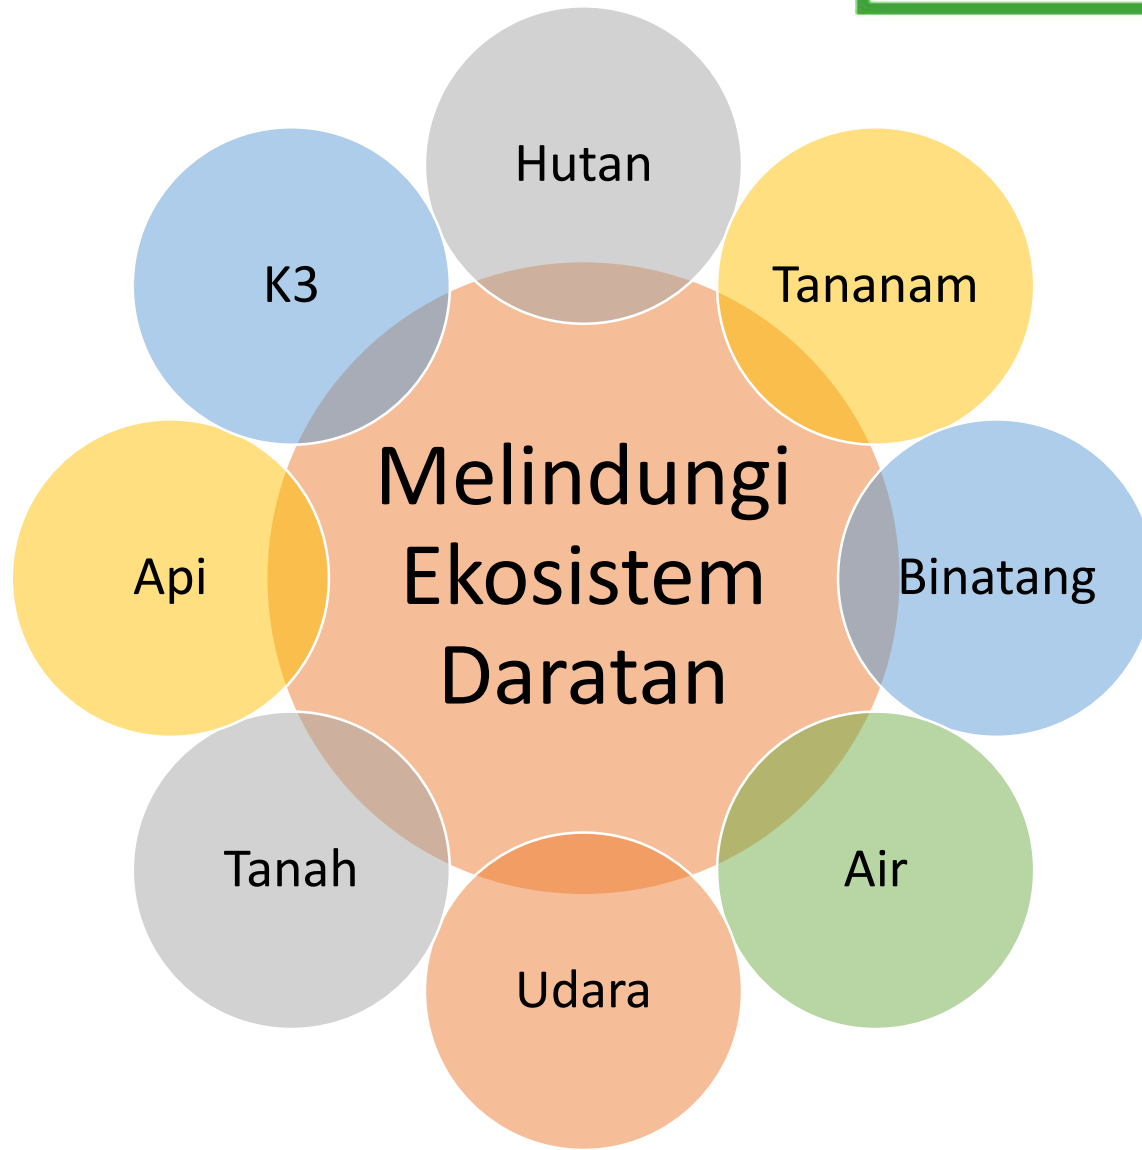 Hutan
K3
Tananam
Melindungi
Ekosistem
Daratan
Api
Binatang
Tanah
Air
Udara